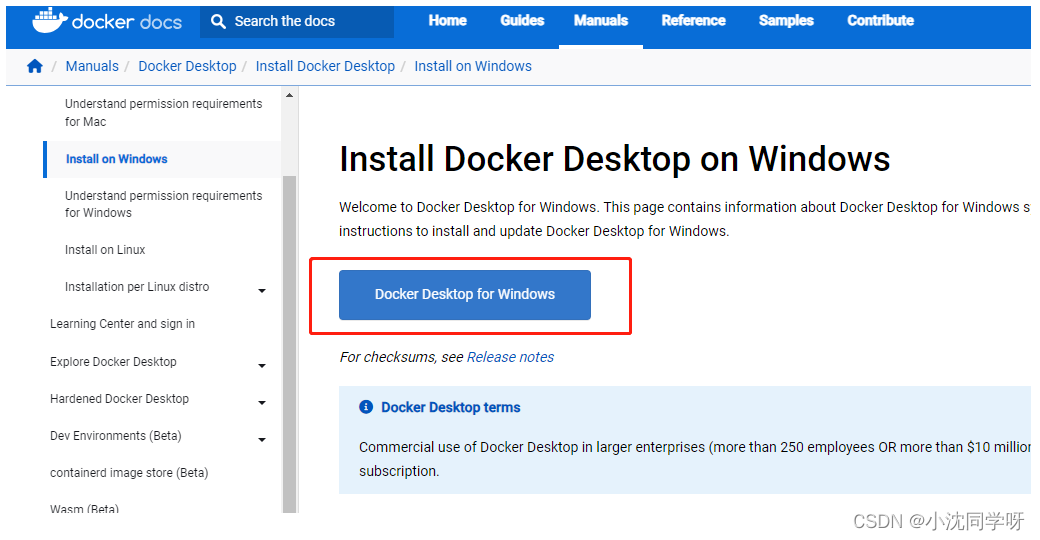 docker docs
Search the docs
Home Guides Manuals Reference Samples Contribute
/ Manuals / Docker Desktop / Install Docker Desktop / Install on Windows
Understand permission requirements
for Mac
Install on Windows
Understand permission requirements
for Windows
Install on Linux
Installation per Linux distro
Learning Center and sign in
Explore Docker Desktop
Hardened Docker Desktop
Dev Environments (Beta)
containerd image store (Beta)
Wasm (Beta)
Install Docker Desktop on Windows
Welcome to Docker Desktop for Windows. This page contains information about Docker Desktop for Windows s
instructions to install and update Docker Desktop for Windows.
Docker Desktop for Windows
For checksums, see Release notes
Docker Desktop terms
Commercial use of Docker Desktop in larger enterprises (more than 250 employees OR more than $10 million
subscription.
CSDN @小沈同学呀